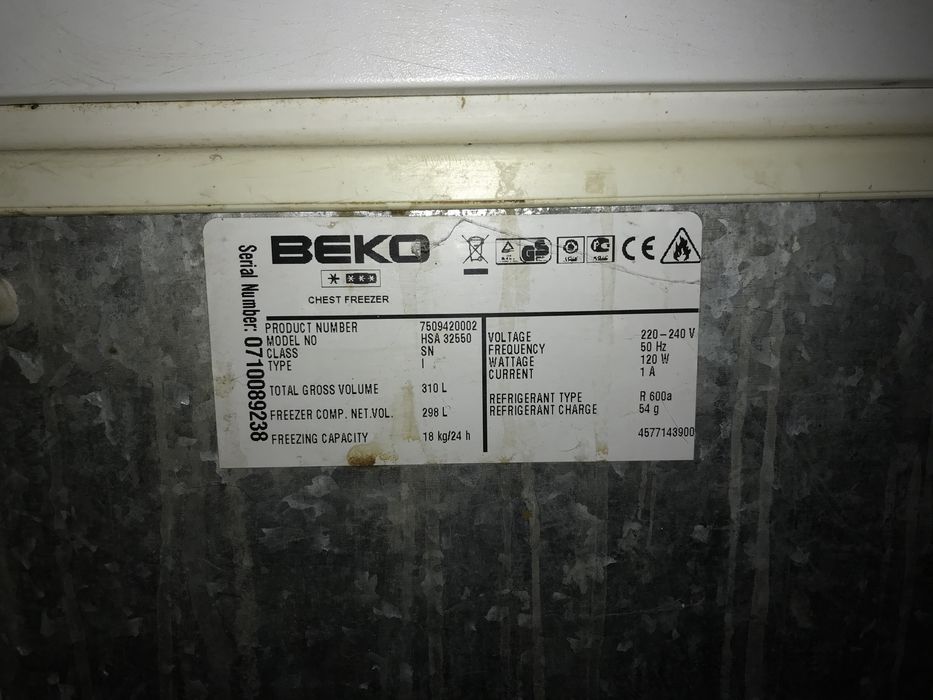 BEKO
CHEST FREEZER
Serial Number: 0710089238
PRODUCT NUMBER 7509420002
MODEL NO HSA 32550
CLASS SN
TYPE I
TOTAL GROSS VOLUME 310 L
FREEZER COMP. NET.VOL. 298 L
FREEZING CAPACITY 18 kg/24 h
VOLTAGE 220-240 V
FREQUENCY 50 Hz
WATTAGE 120 W
CURRENT 1 A
REFRIGERANT TYPE R 600a
REFRIGERANT CHARGE 54 g
4577143900
GS
CE